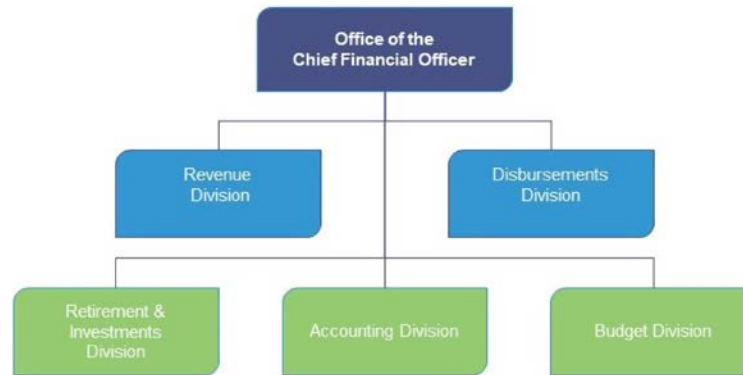 Office of the
Chief Financial Officer
Revenue
Division
Disbursements
Division
Retirement &
Investments
Division
Accounting Division
Budget Division